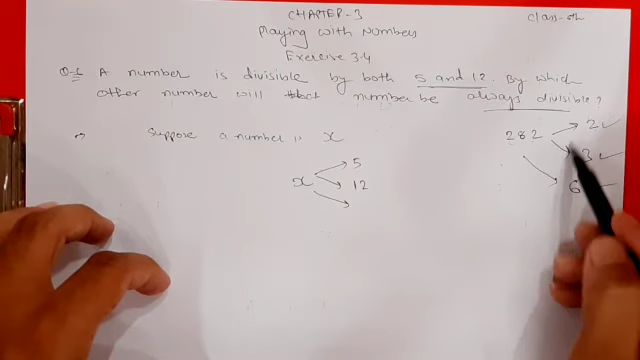 CHAPTER-3
Class-6th
Playing With Numbers
Exercise 3.4
Q-6 A number is divisible by both 5 and 12. By which
other number will that number be always divisible?
Suppose a number is x
282
2 ✓
3 ✓
6
x
5
12